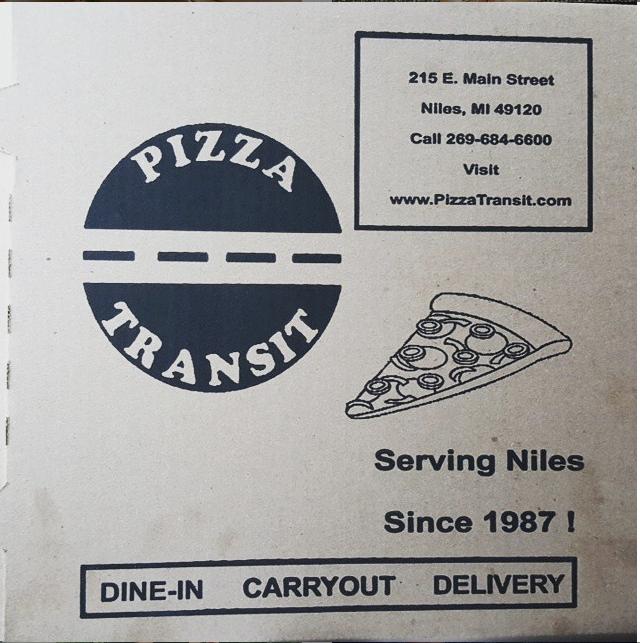 PIZZA
TRANSIT
215 E. Main Street
Niles, MI 49120
Call 269-684-6600
Visit
www.PizzaTransit.com
Serving Niles
Since 1987 !
DINE-IN CARRYOUT DELIVERY